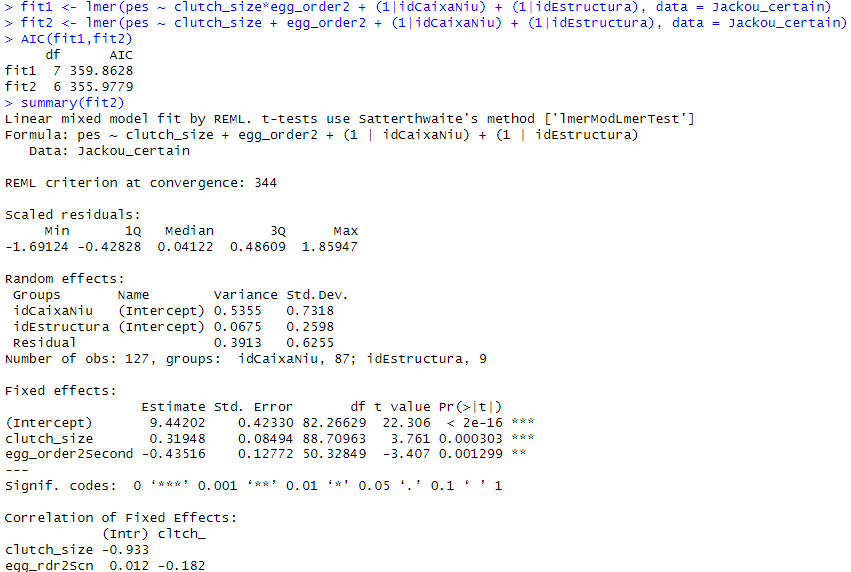 > fit1 <- lmer(pes ~ clutch_size*egg_order2 + (1|idCaixaNiu) + (1|idEstructura), data = Jackou_certain)
> fit2 <- lmer(pes ~ clutch_size + egg_order2 + (1|idCaixaNiu) + (1|idEstructura), data = Jackou_certain)
> AIC(fit1,fit2)
     df      AIC
fit1  7 359.8628
fit2  6 355.9779
> summary(fit2)
Linear mixed model fit by REML. t-tests use Satterthwaite's method ['lmerModLmerTest']
Formula: pes ~ clutch_size + egg_order2 + (1 | idCaixaNiu) + (1 | idEstructura)
   Data: Jackou_certain
REML criterion at convergence: 344
Scaled residuals:
     Min       1Q   Median       3Q      Max
-1.69124 -0.42828  0.04122  0.48609  1.85947
Random effects:
 Groups       Name        Variance Std.Dev.
 idCaixaNiu   (Intercept) 0.5355   0.7318
 idEstructura (Intercept) 0.0675   0.2598
 Residual                 0.3913   0.6255
Number of obs: 127, groups:  idCaixaNiu, 87; idEstructura, 9
Fixed effects:
                 Estimate Std. Error       df t value Pr(>|t|)
(Intercept)       9.44202    0.42330 82.26629  22.306  < 2e-16 ***
clutch_size       0.31948    0.08494 88.70963   3.761 0.000303 ***
egg_order2Second -0.43516    0.12772 50.32849  -3.407 0.001299 **
---
Signif. codes:  0 ‘***’ 0.001 ‘**’ 0.01 ‘*’ 0.05 ‘.’ 0.1 ‘ ’ 1
Correlation of Fixed Effects:
            (Intr) cltch_
clutch_size -0.933
egg_rdr2Scn  0.012 -0.182